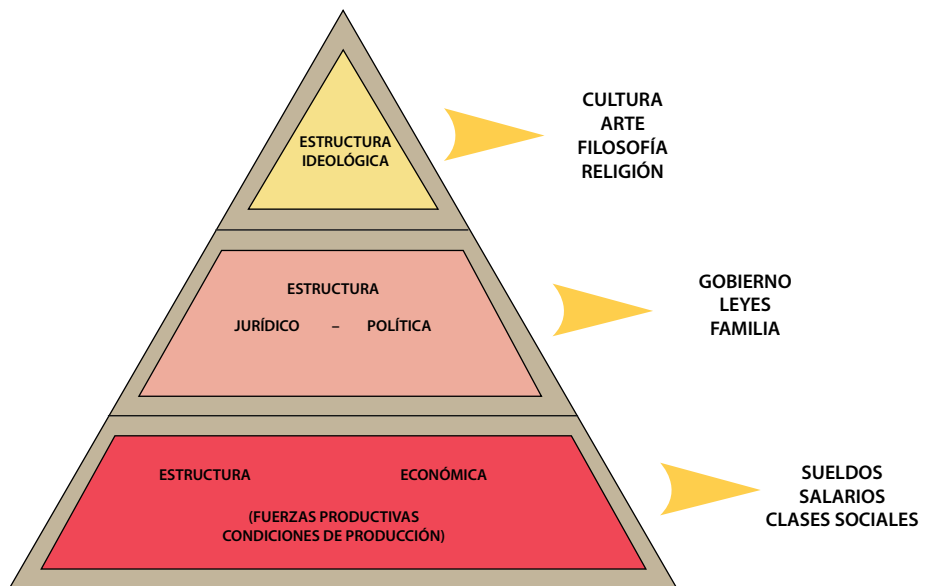 ESTRUCTURA
IDEOLÓGICA
CULTURA
ARTE
FILOSOFÍA
RELIGIÓN
ESTRUCTURA
JURÍDICO – POLÍTICA
GOBIERNO
LEYES
FAMILIA
ESTRUCTURA ECONÓMICA
(FUERZAS PRODUCTIVAS
CONDICIONES DE PRODUCCIÓN)
SUELDOS
SALARIOS
CLASES SOCIALES